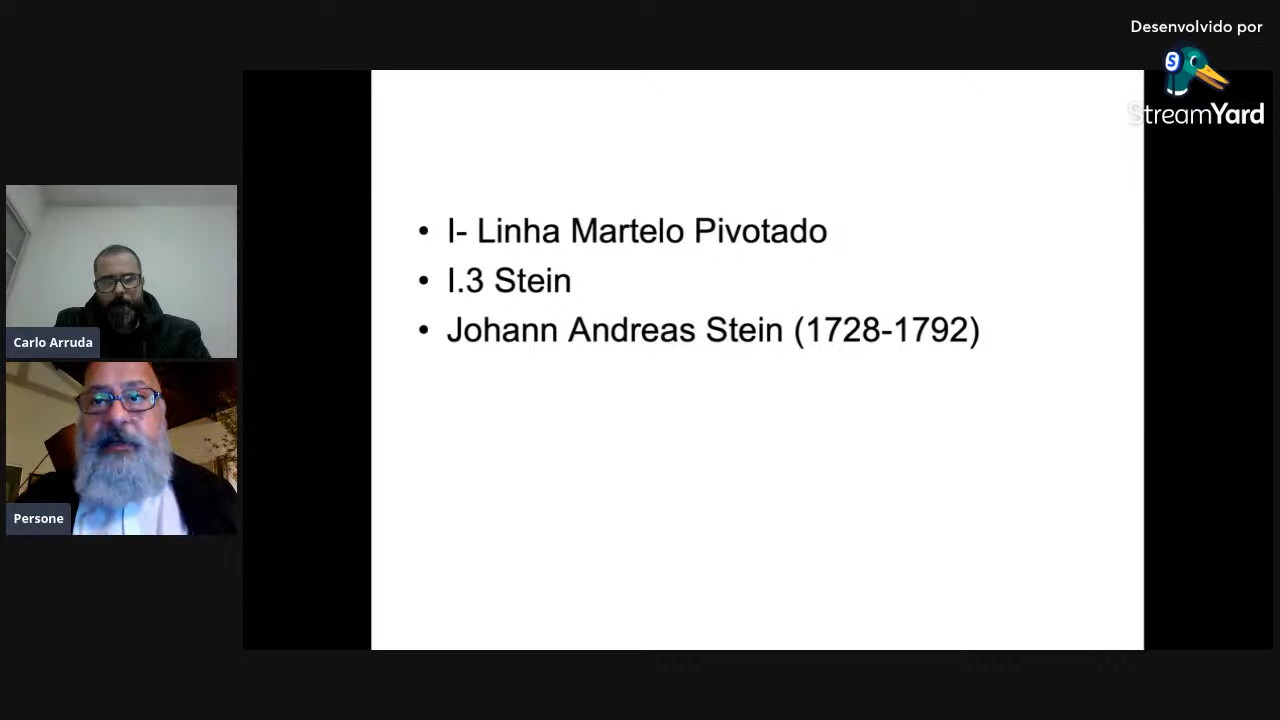 Desenvolvido por
StreamYard
• I- Linha Martelo Pivotado
• I.3 Stein
• Johann Andreas Stein (1728-1792)
Carlo Arruda
Persone